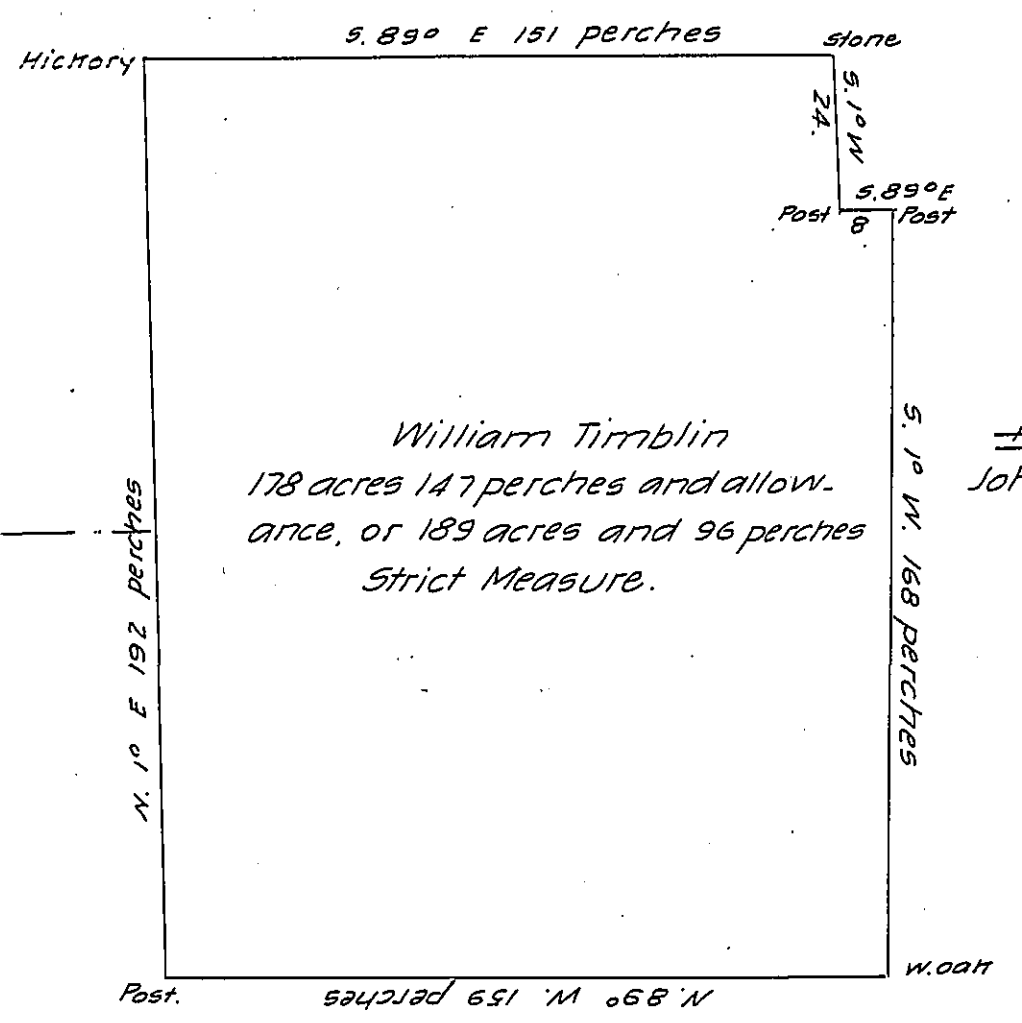 S. 89° E 151 perches
Hickory
stone
S. 1° W
24.
S. 89° E
Post
8
Post
William Timblin
178 acres 147 perches and allow-
ance, or 189 acres and 96 perches
Strict Measure.
S. 1° W. 168 perches
Joh
N. 1° E 192 perches
W. oak
Post.
N. 89° W. 159 perches